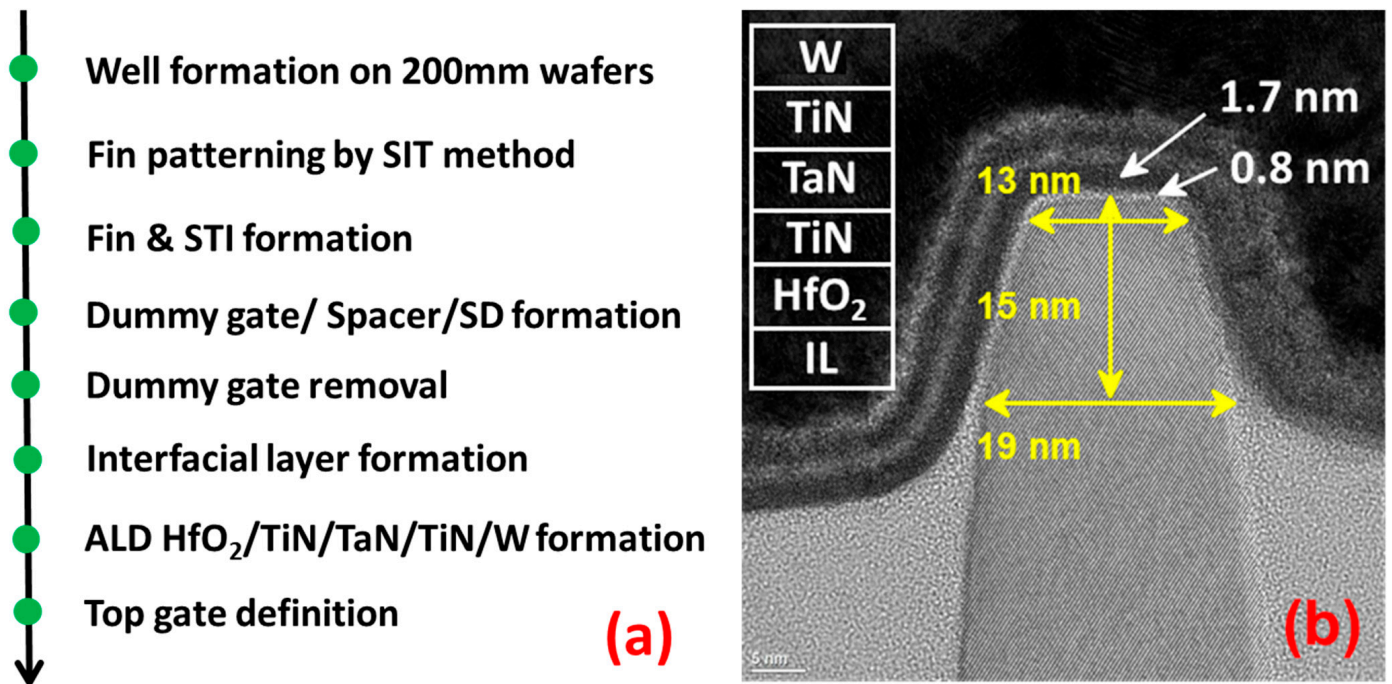 Well formation on 200mm wafers
Fin patterning by SIT method
Fin & STI formation
Dummy gate/ Spacer/SD formation
Dummy gate removal
Interfacial layer formation
ALD HfO₂/TiN/TaN/TiN/W formation
Top gate definition
(a)
W
TiN
TaN
TiN
HfO₂
IL
1.7 nm
0.8 nm
13 nm
15 nm
19 nm
5 nm
(b)